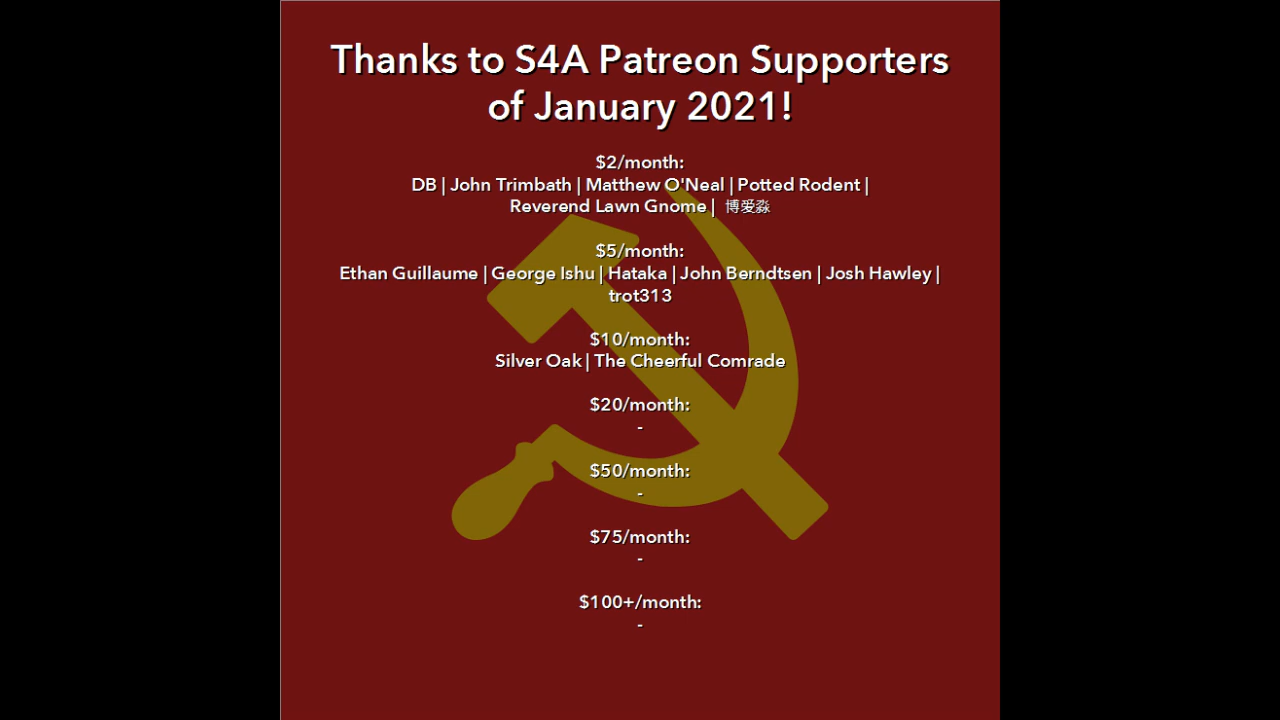 Thanks to S4A Patreon Supporters
of January 2021!
$2/month:
DB | John Trimbath | Matthew O'Neal | Potted Rodent |
Reverend Lawn Gnome | 博爱淼
$5/month:
Ethan Guillaume | George Ishu | Hataka | John Berndtsen | Josh Hawley |
trot313
$10/month:
Silver Oak | The Cheerful Comrade
$20/month:
-
$50/month:
-
$75/month:
-
$100+/month:
-